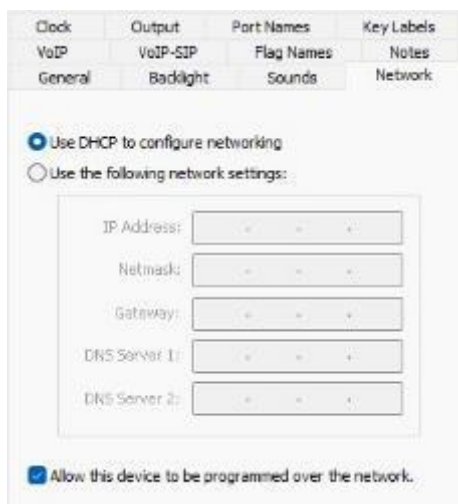 Clock Output Port Names Key Labels
VoIP VoIP-SIP Flag Names Notes
General Backlight Sounds Network
Use DHCP to configure networking
Use the following network settings:
IP Address:
Netmask:
Gateway:
DNS Server 1:
DNS Server 2:
Allow this device to be programmed over the network.